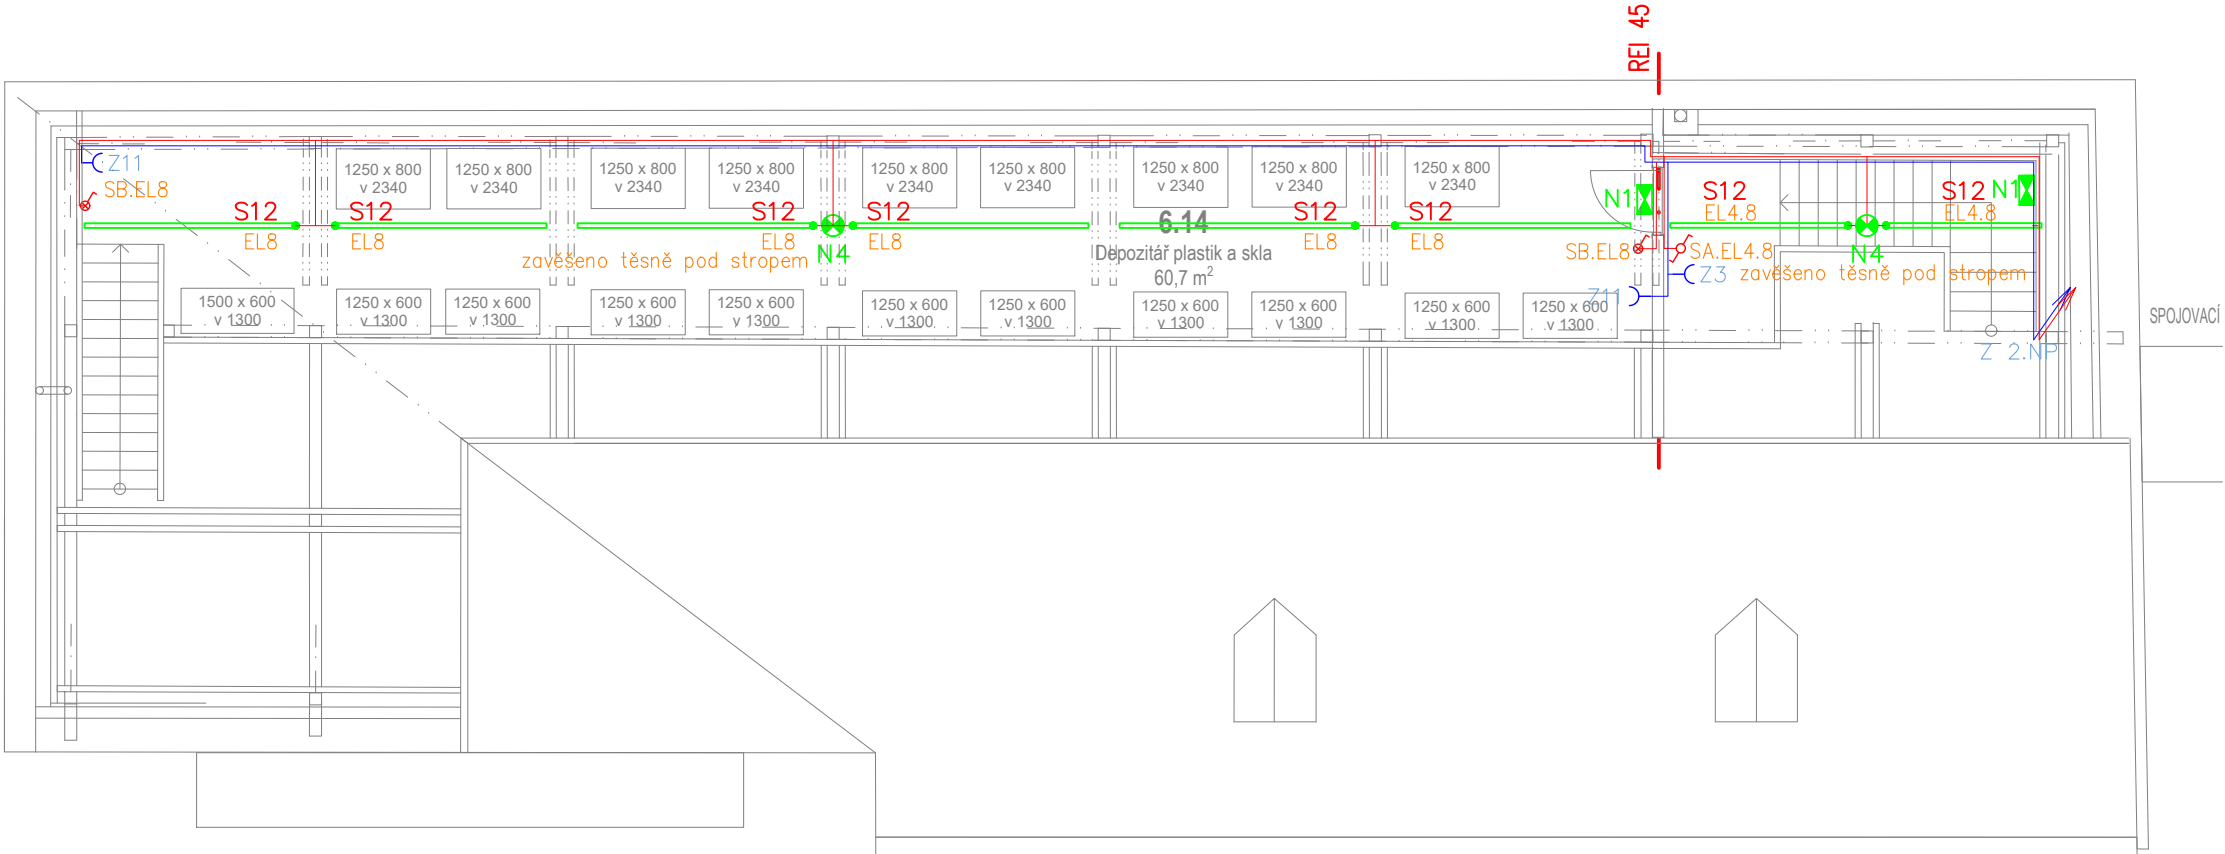 REI 45
Z11
SB.EL8
S12
EL8
S12
EL8
1250 x 800
v 2340
1250 x 800
v 2340
1250 x 800
v 2340
1250 x 800
v 2340
1250 x 800
v 2340
1250 x 800
v 2340
1250 x 800
v 2340
1250 x 800
v 2340
1250 x 800
v 2340
S12
EL8
S12
EL8
N4
zavěšeno těsně pod stropem
6.14
Depozitář plastik a skla
60,7 m²
S12
EL8
S12
EL8
N1
SB.EL8
SA.EL4.8
Z11
Z3
zavěšeno těsně pod stropem
S12
EL4.8
N4
S12
EL4.8
N1
Z 2.NP
SPOJOVACÍ
1500 x 600
v 1300
1250 x 600
v 1300
1250 x 600
v 1300
1250 x 600
v 1300
1250 x 600
v 1300
1250 x 600
v 1300
1250 x 600
v 1300
1250 x 600
v 1300
1250 x 600
v 1300
1250 x 600
v 1300
1250 x 600
v 1300